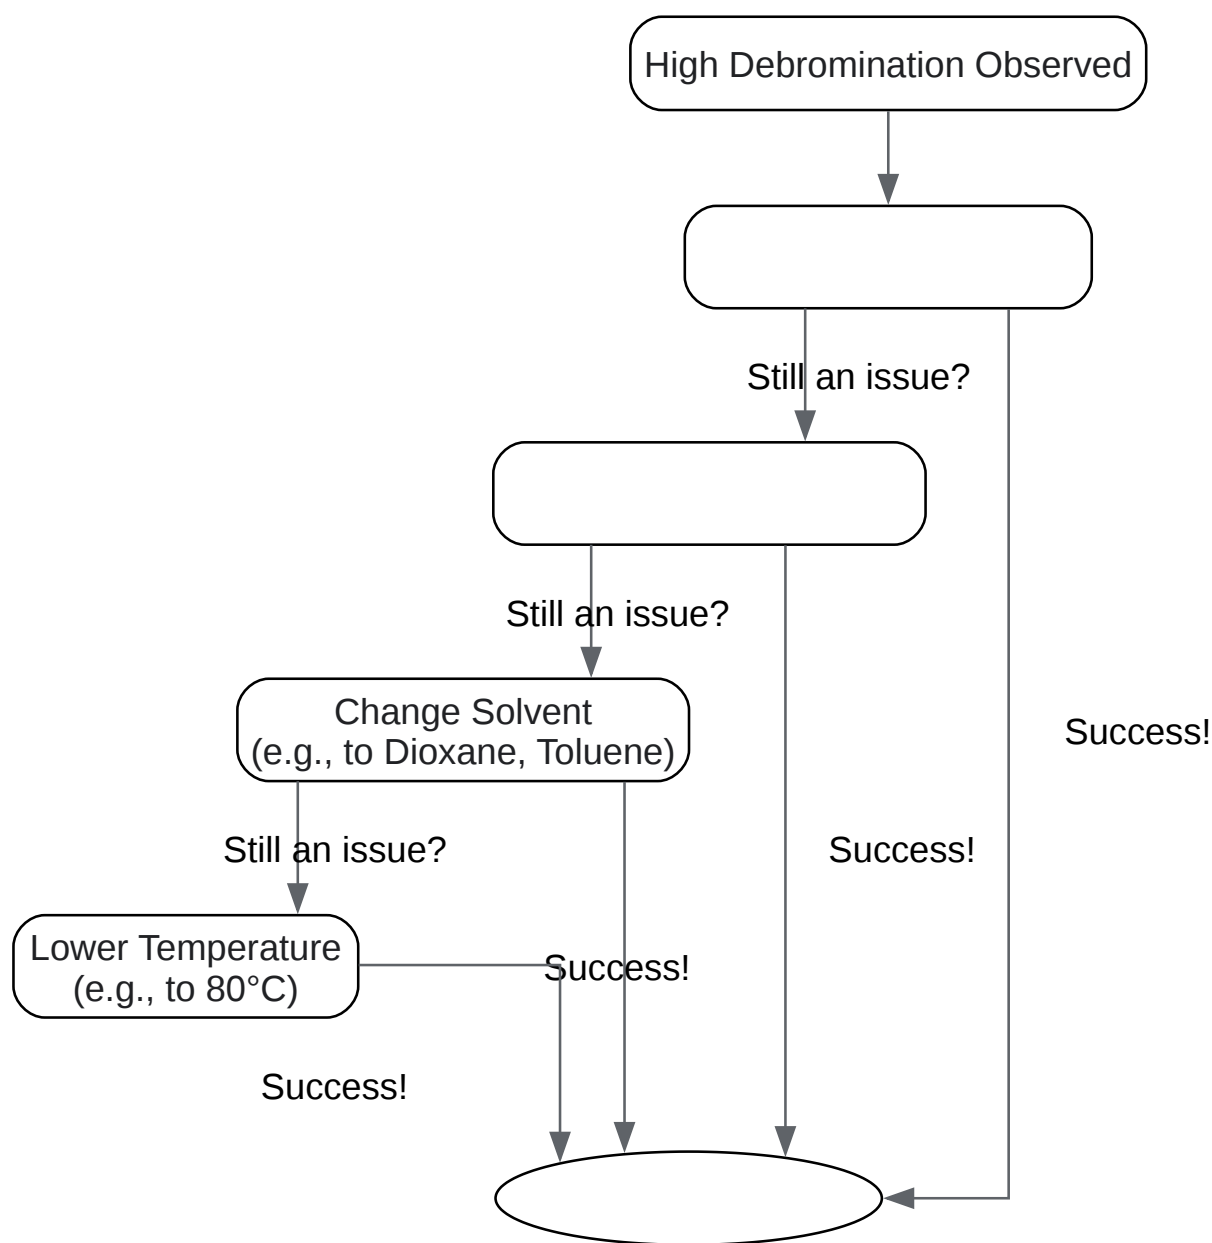 High Debromination Observed
Still an issue?
Still an issue?
Change Solvent
(e.g., to Dioxane, Toluene)
Success!
Still an issue?
Success!
Lower Temperature
(e.g., to 80°C)
Success!
Success!